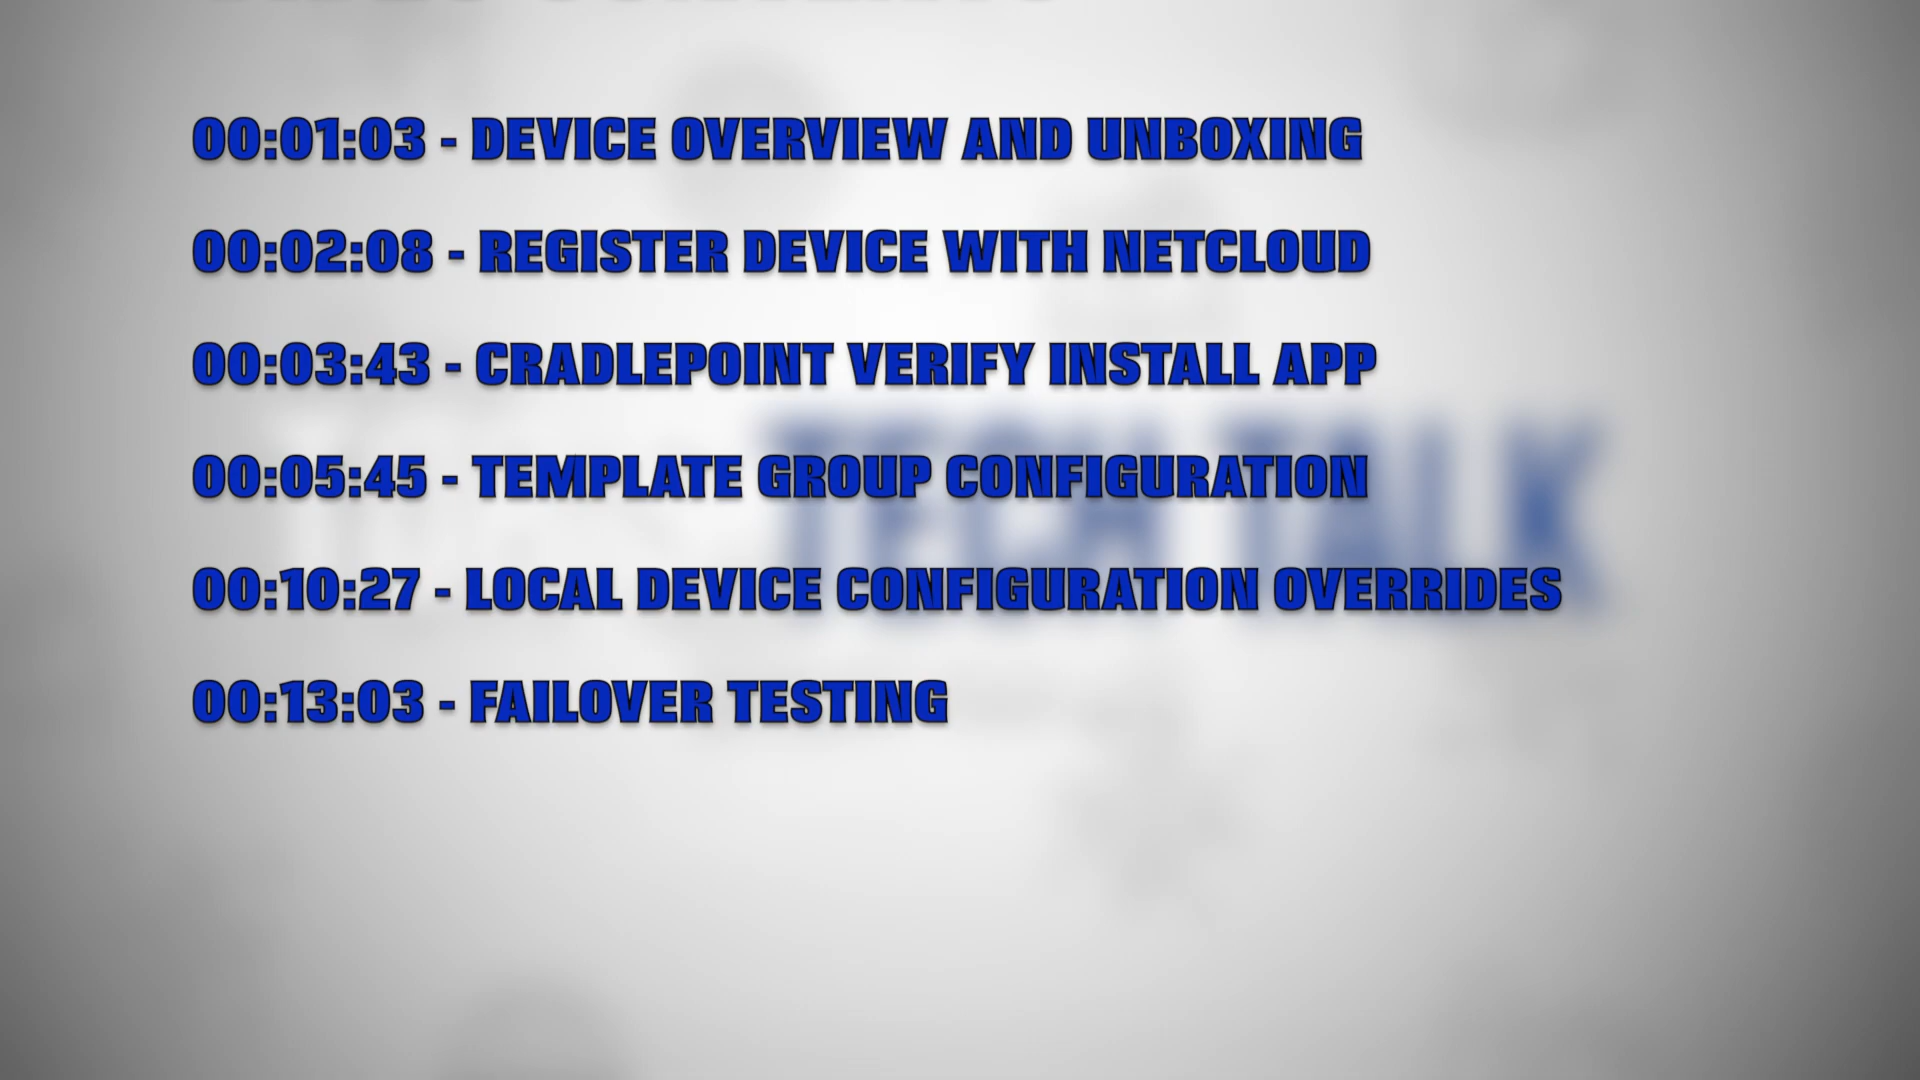 00:01:03 - DEVICE OVERVIEW AND UNBOXING
00:02:08 - REGISTER DEVICE WITH NETCLOUD
00:03:43 - CRADLEPOINT VERIFY INSTALL APP
TECH TALK
00:05:45 - TEMPLATE GROUP CONFIGURATION
00:10:27 - LOCAL DEVICE CONFIGURATION OVERRIDES
00:13:03 - FAILOVER TESTING